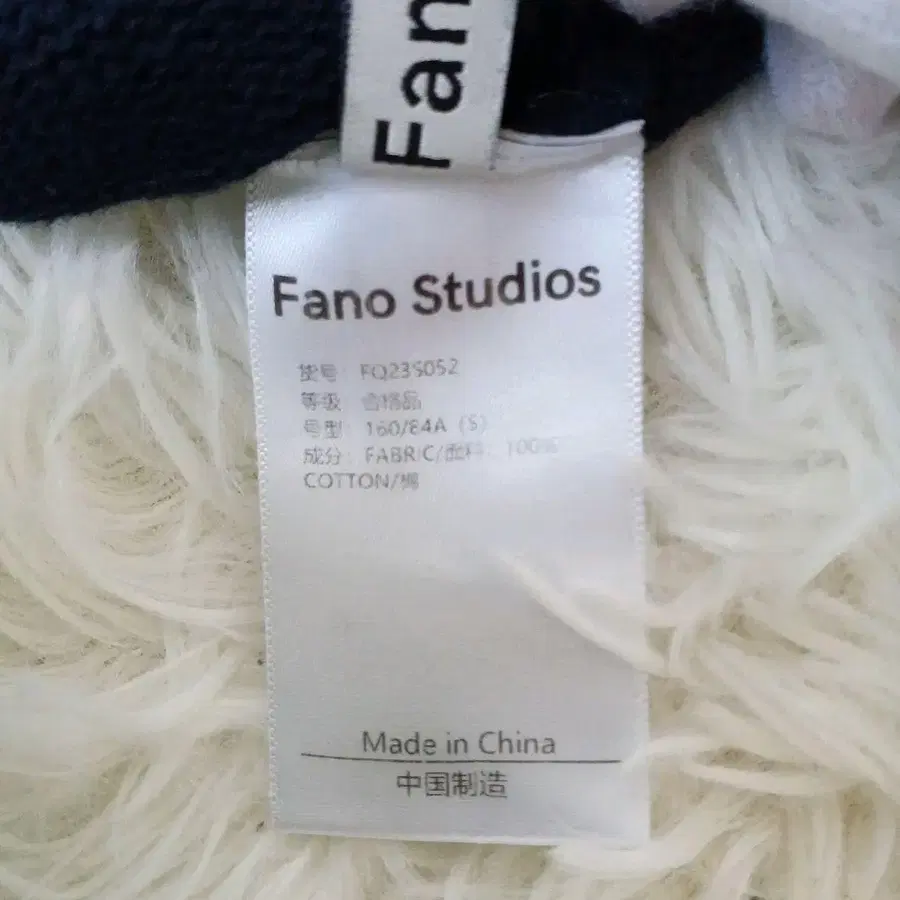 Fan
Fano Studios
货号 FQ23S052
等级 合格品
号型: 160/84A (S)
成分: FABRIC/面料: 100%
COTTON/棉
Made in China
中国制造